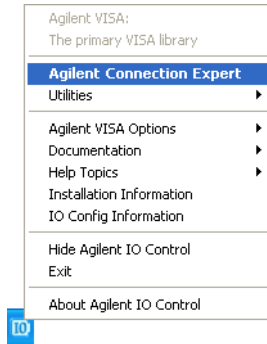 Agilent VISA:
The primary VISA library
Agilent Connection Expert
Utilities
Agilent VISA Options
Documentation
Help Topics
Installation Information
IO Config Information
Hide Agilent IO Control
Exit
About Agilent IO Control
IO